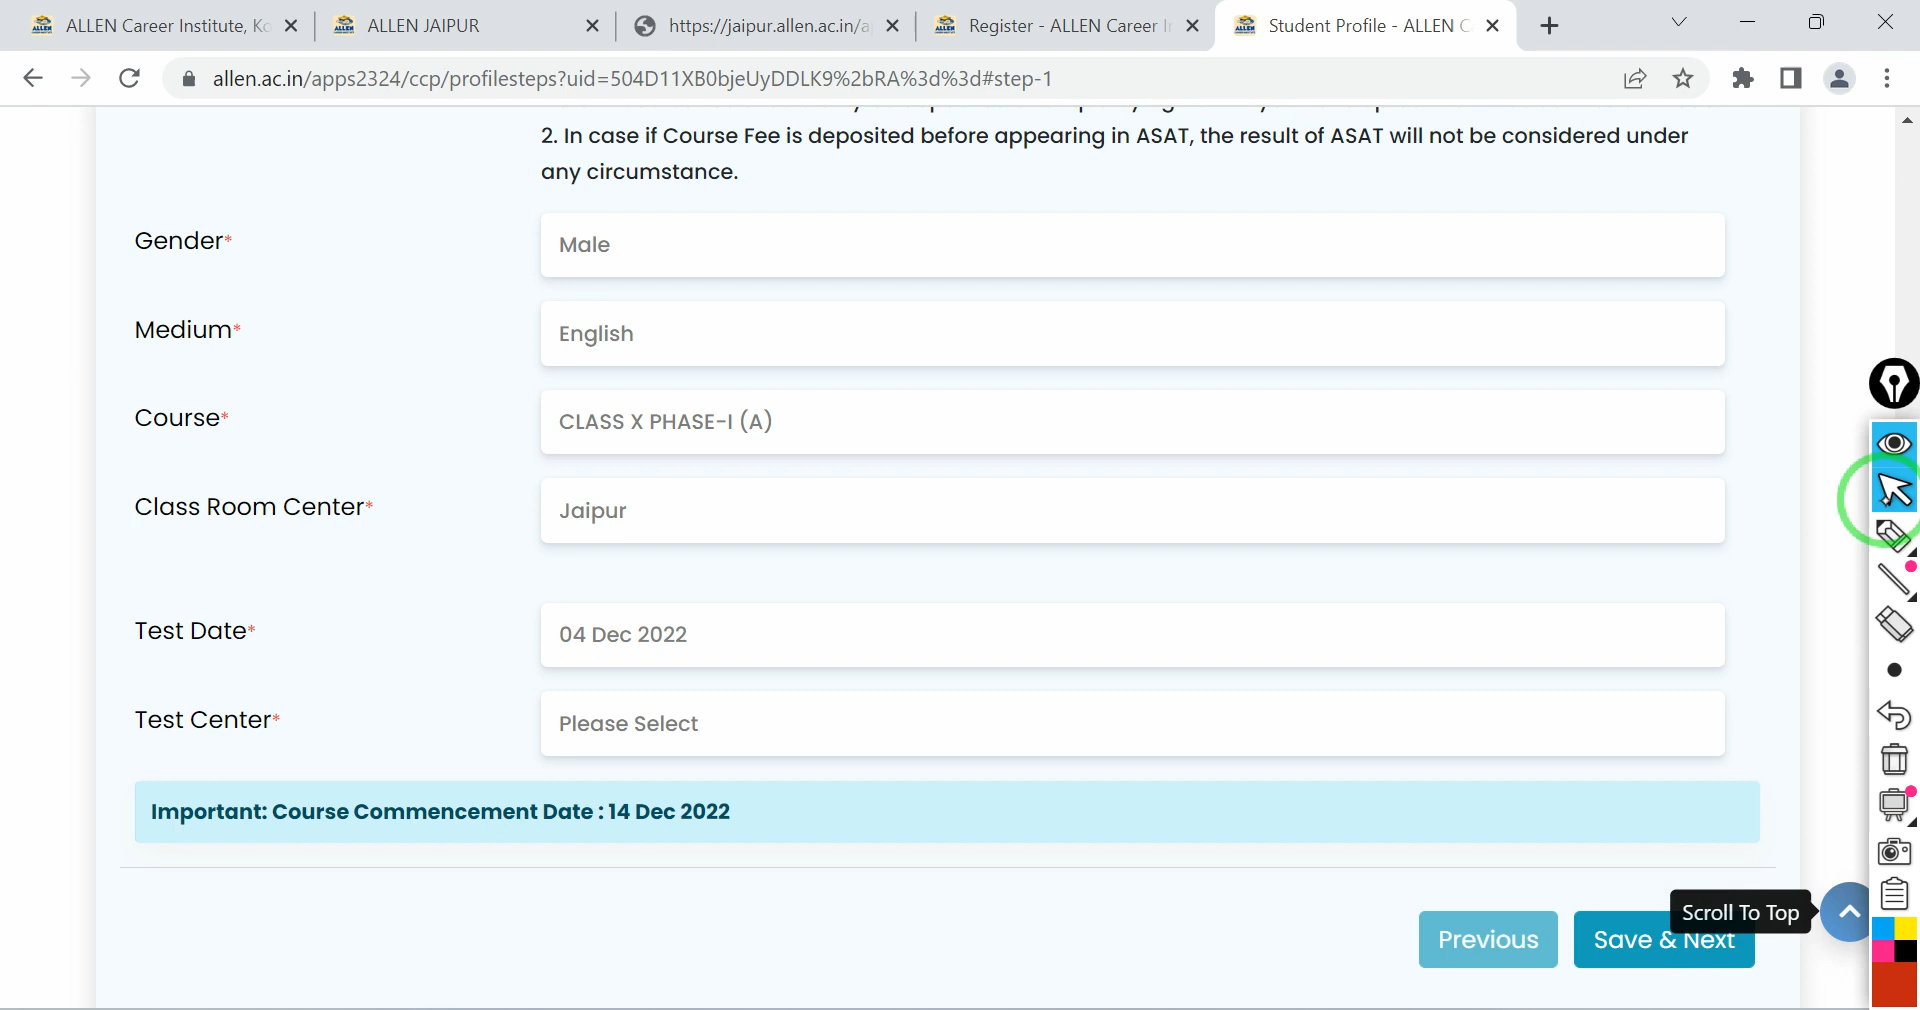 ALLEN Career Institute, Ko
ALLEN JAIPUR
https://jaipur.allen.ac.in/a
Register - ALLEN Career I
Student Profile - ALLEN C
allen.ac.in/apps2324/ccp/profilesteps?uid=504D11XB0bjeUyDDLK9%2bRA%3d%3d#step-1
2. In case if Course Fee is deposited before appearing in ASAT, the result of ASAT will not be considered under
any circumstance.
Gender*
Male
Medium*
English
Course*
CLASS X PHASE-I (A)
Class Room Center*
Jaipur
Test Date*
04 Dec 2022
Test Center*
Please Select
Important: Course Commencement Date : 14 Dec 2022
Scroll To Top
Previous
Save & Next